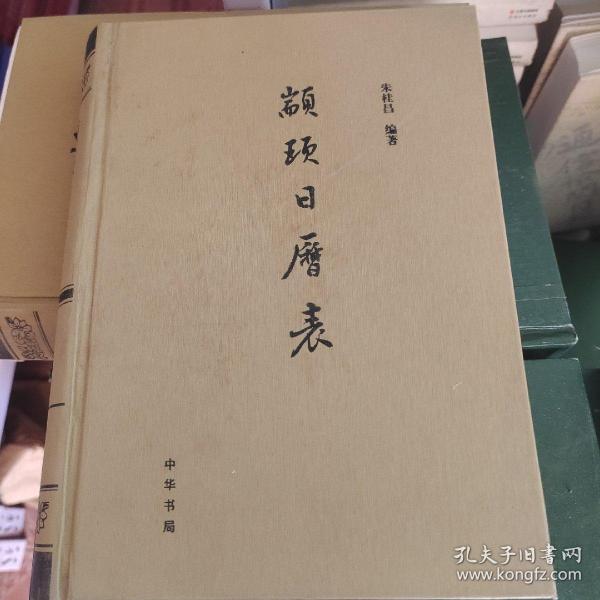 朱桂昌 编著
颛顼日曆表
中华书局
孔夫子旧书网
www.kongfz.com